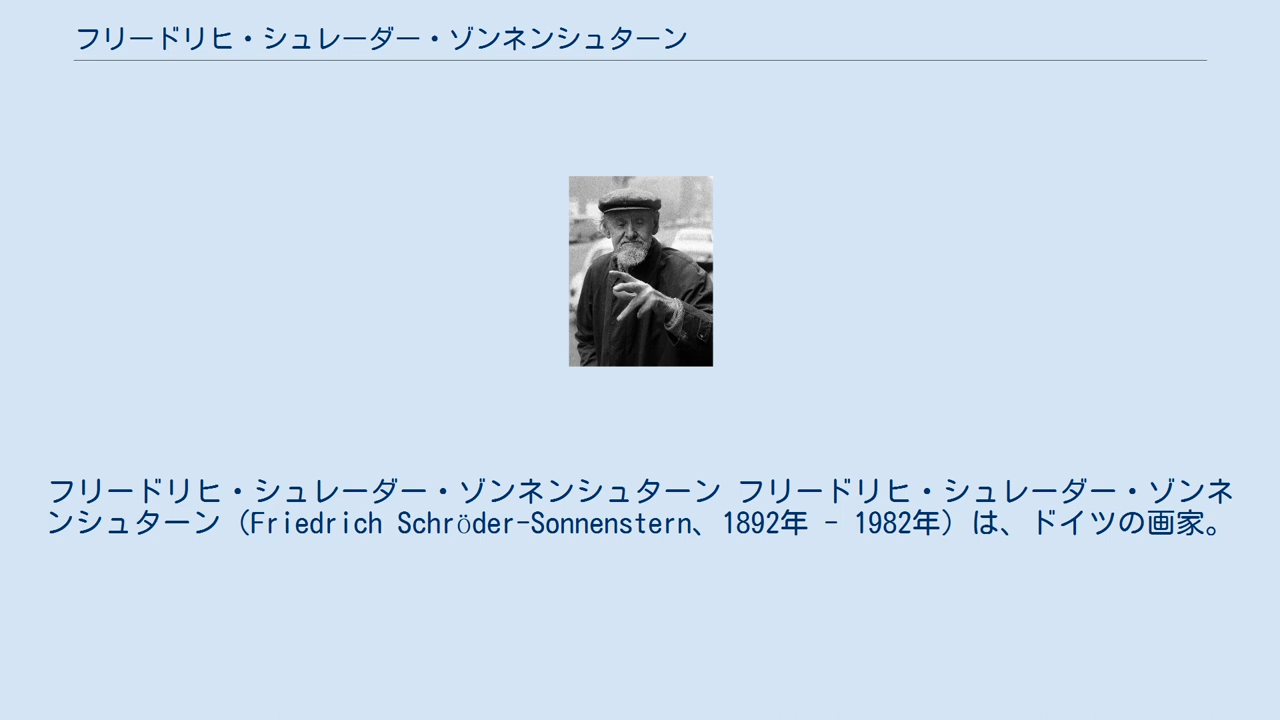 フリードリヒ・シュレーダー・ゾンネンシュターン
フリードリヒ・シュレーダー・ゾンネンシュターン フリードリヒ・シュレーダー・ゾンネ
ンシュターン（Friedrich Schröder-Sonnenstern、1892年 - 1982年）は、ドイツの画家。